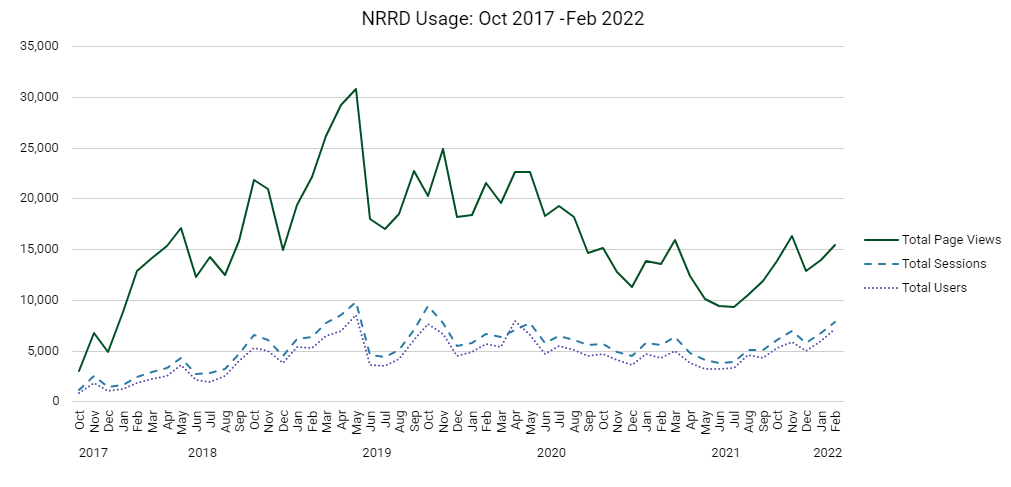 NRRD Usage: Oct 2017 -Feb 2022
35,000
30,000
25,000
20,000
15,000
10,000
5,000
0
Total Page Views
Total Sessions
Total Users
Oct Nov Dec Jan Feb Mar Apr May Jun Jul Aug Sep Oct Nov Dec Jan Feb Mar Apr May Jun Jul Aug Sep Oct Nov Dec Jan Feb Mar Apr May Jun Jul Aug Sep Oct Nov Dec Jan Feb Mar Apr May Jun Jul Aug Sep Oct Nov Dec Jan Feb
2017 2018 2019 2020 2021 2022